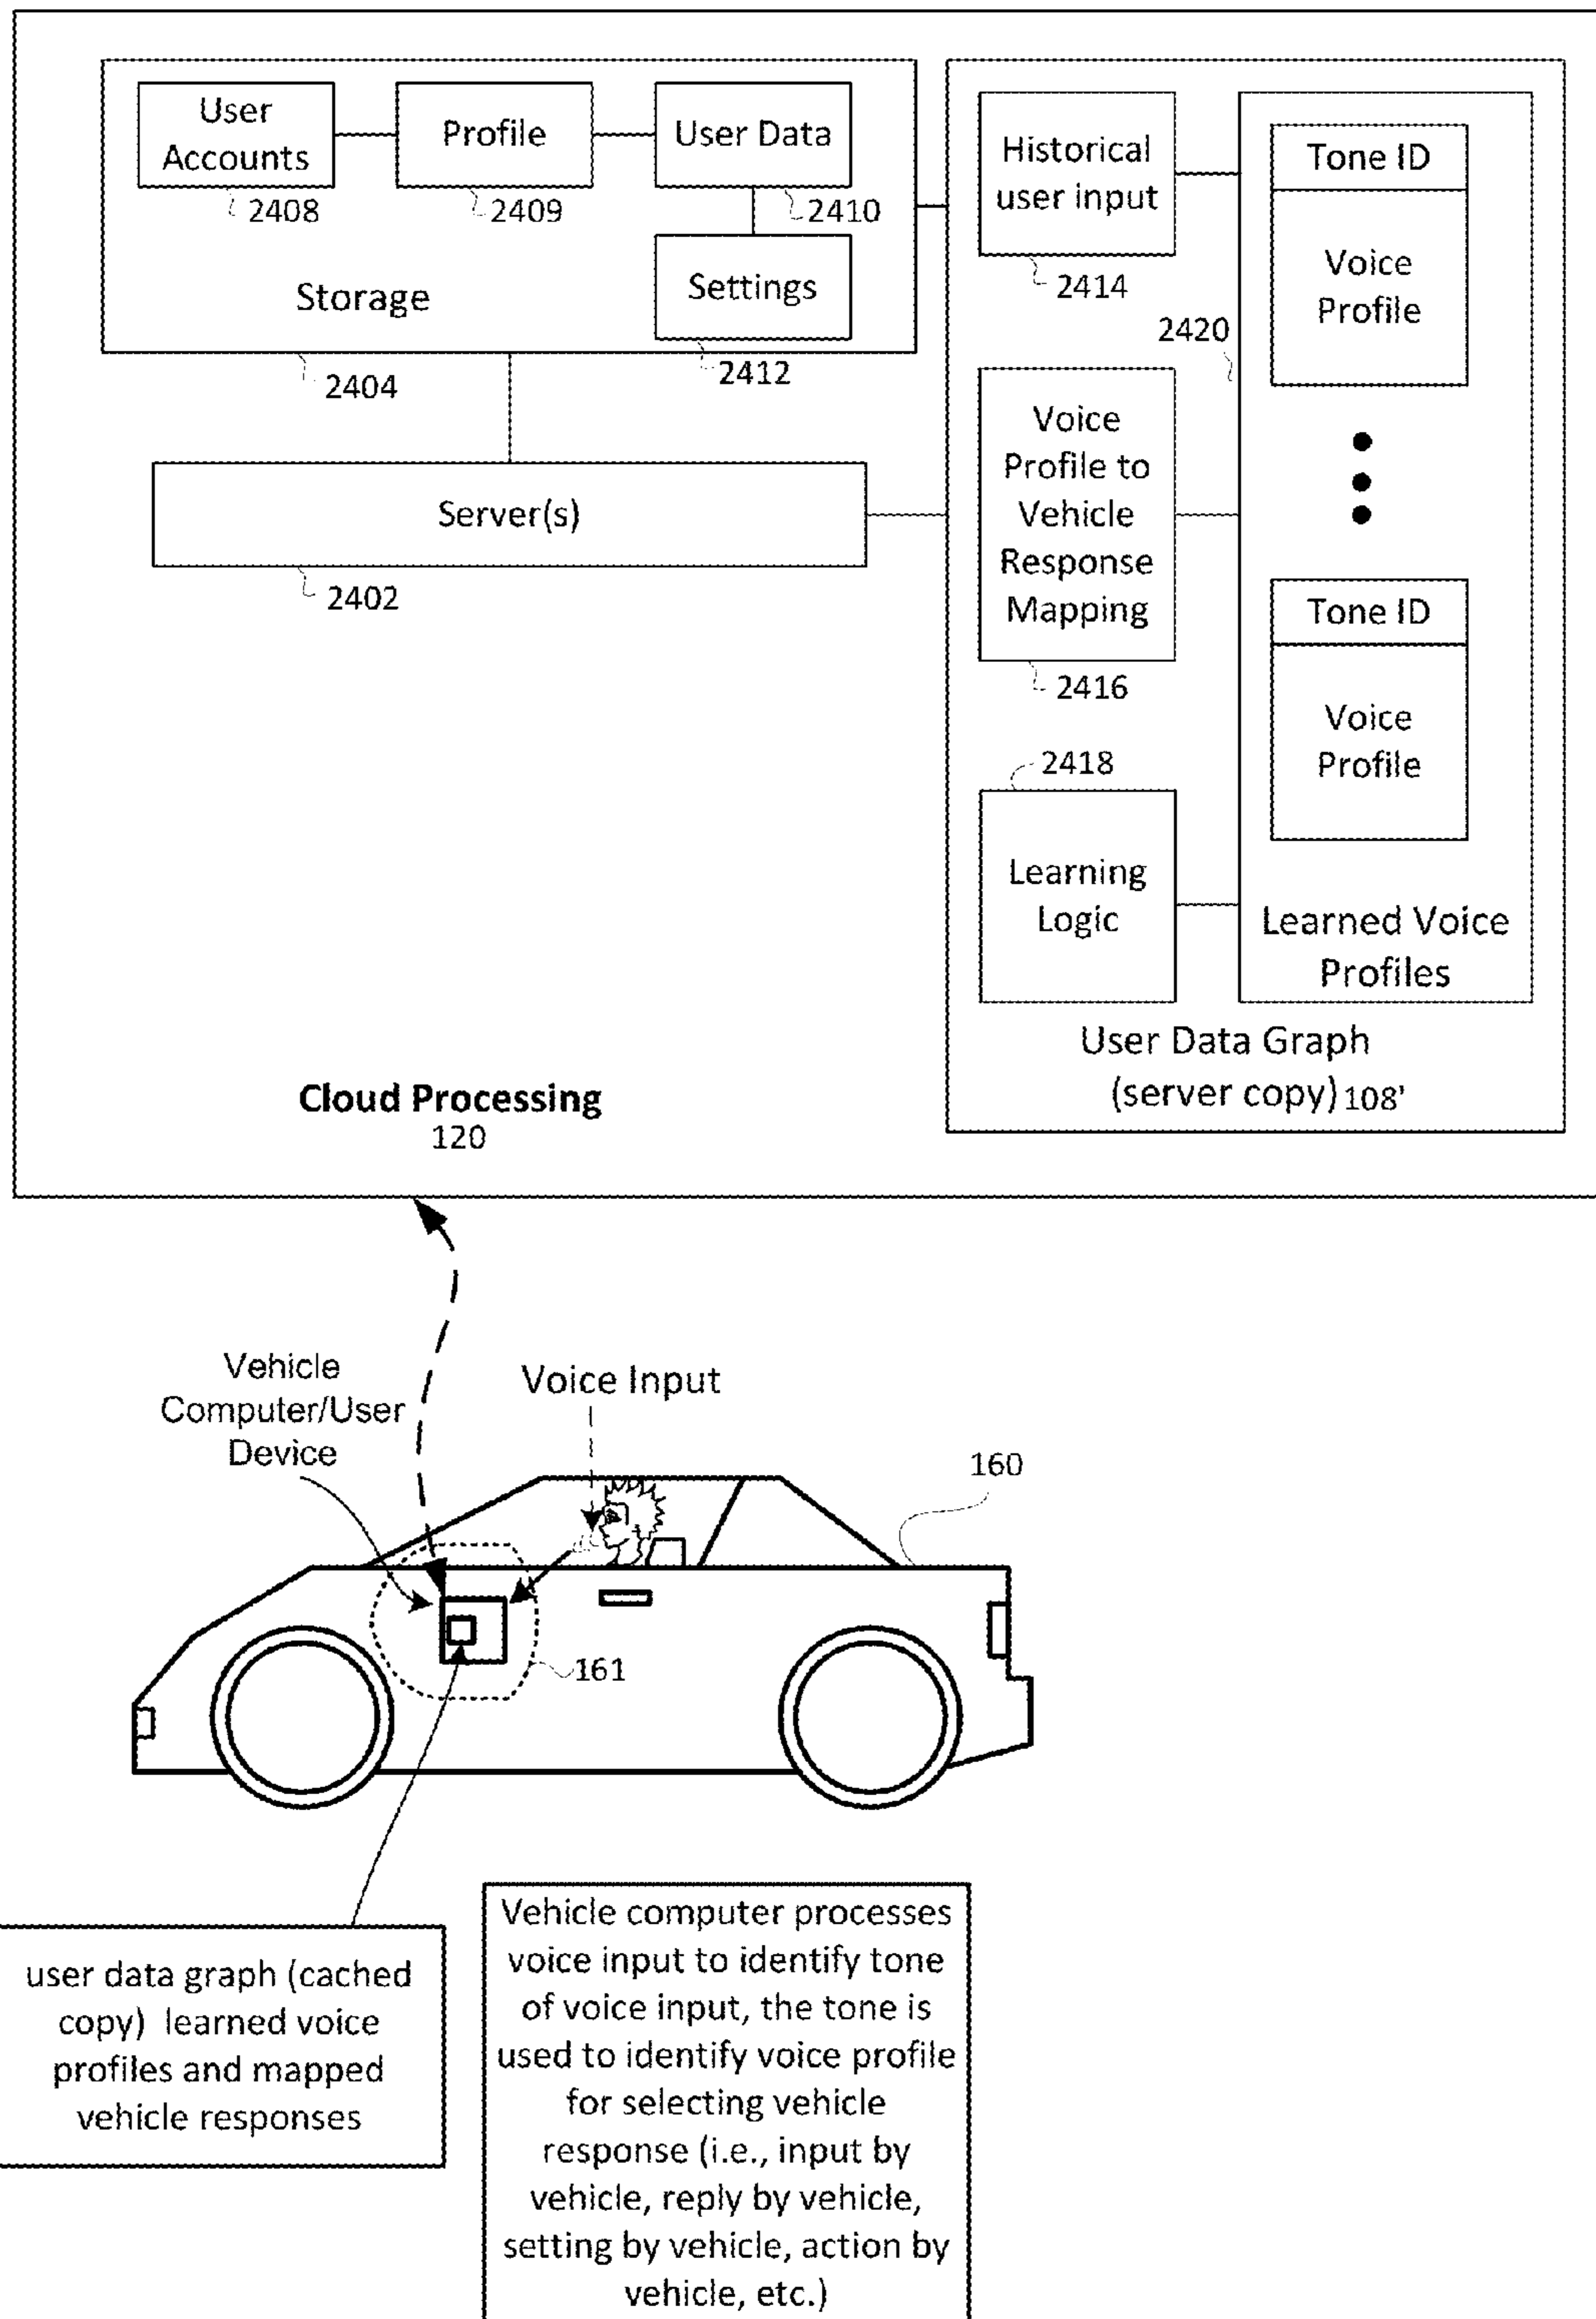 User
Accounts
2408
Profile
2409
User Data
2410
Settings
2412
Storage
2404
Server(s)
2402
Historical
user input
2414
Voice
Profile to
Vehicle
Response
Mapping
2416
2418
Learning
Logic
2420
Tone ID
Voice
Profile
Tone ID
Voice
Profile
Learned Voice
Profiles
User Data Graph
(server copy) 108'
Cloud Processing
120
Vehicle
Computer/User
Device
Voice Input
160
161
user data graph (cached
copy) learned voice
profiles and mapped
vehicle responses
Vehicle computer processes
voice input to identify tone
of voice input, the tone is
used to identify voice profile
for selecting vehicle
response (i.e., input by
vehicle, reply by vehicle,
setting by vehicle, action by
vehicle, etc.)